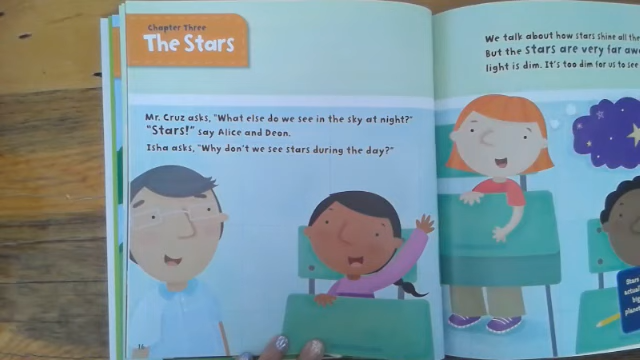 Chapter Three
The Stars
Mr. Cruz asks, "What else do we see in the sky at night?"
"Stars!" say Alice and Deon.
Isha asks, "Why don't we see stars during the day?"
We talk about how stars shine all the
But the stars are very far
light is dim. It's too dim for us to see
Stars